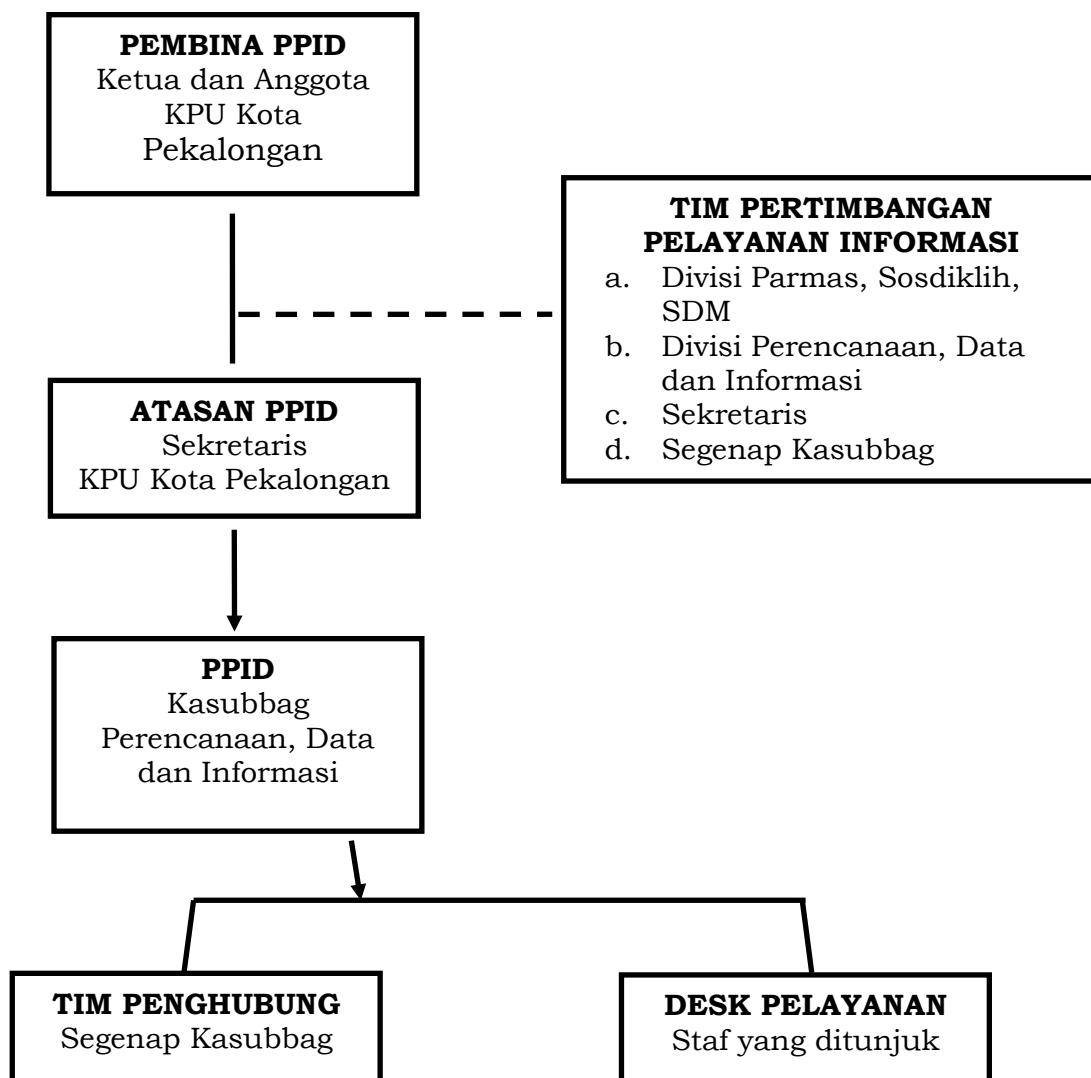 PEMBINA PPID
Ketua dan Anggota
KPU Kota
Pekalongan
TIM PERTIMBANGAN
PELAYANAN INFORMASI
a. Divisi Parmas, Sosdiklih,
SDM
b. Divisi Perencanaan, Data
dan Informasi
c. Sekretaris
d. Segenap Kasubbag
ATASAN PPID
Sekretaris
KPU Kota Pekalongan
PPID
Kasubbag
Perencanaan, Data
dan Informasi
TIM PENGHUBUNG
Segenap Kasubbag
DESK PELAYANAN
Staf yang ditunjuk